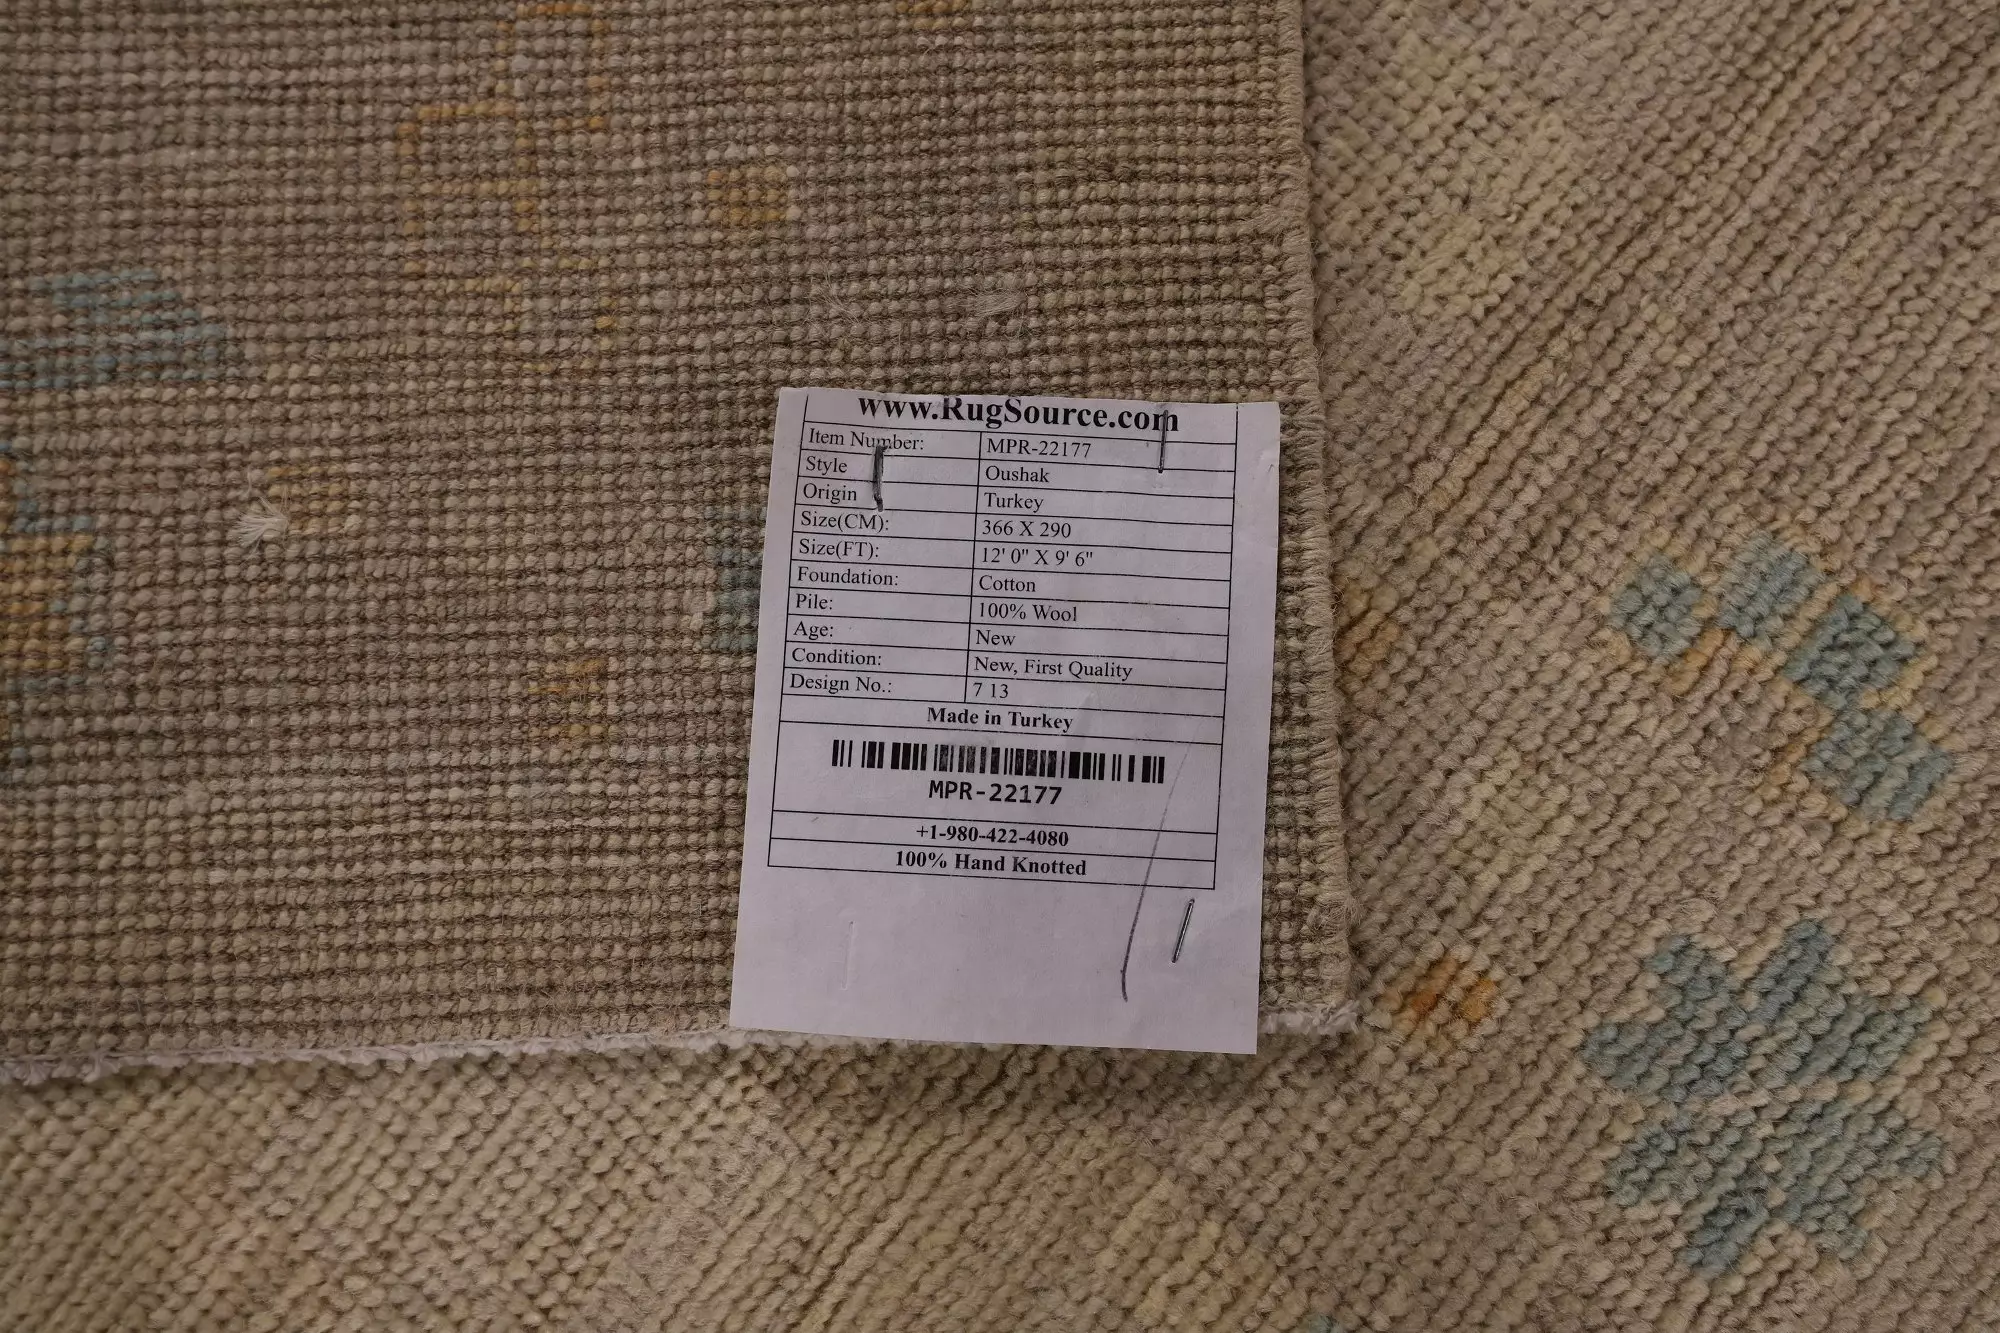 www.RugSource.com
Item Number: MPR-22177
Style Oushak
Origin Turkey
Size(CM): 366 X 290
Size(FT): 12' 0" X 9' 6"
Foundation: Cotton
Pile: 100% Wool
Age: New
Condition: New, First Quality
Design No.: 7 13
Made in Turkey
MPR-22177
+1-980-422-4080
100% Hand Knotted